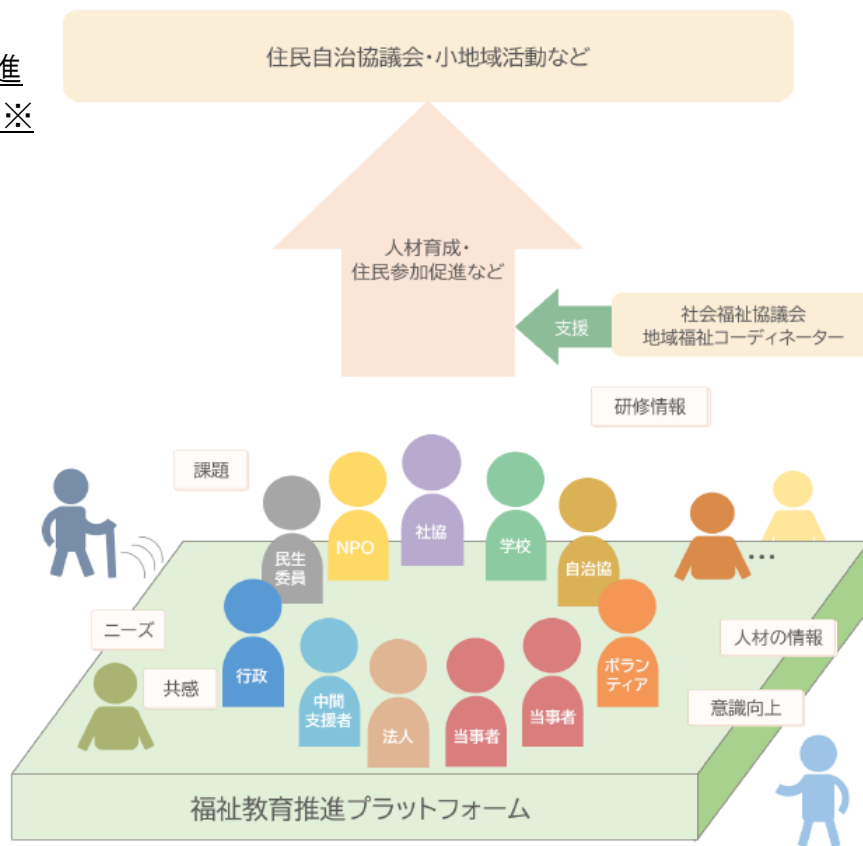 進
※
住民自治協議会・小地域活動など
人材育成・
住民参加促進など
支援
社会福祉協議会
地域福祉コーディネーター
研修情報
課題
民生
委員
NPO
社協
学校
自治協
…
ニーズ
共感
行政
中間
支援者
法人
当事者
当事者
ボラン
ティア
人材の情報
意識向上
福祉教育推進プラットフォーム